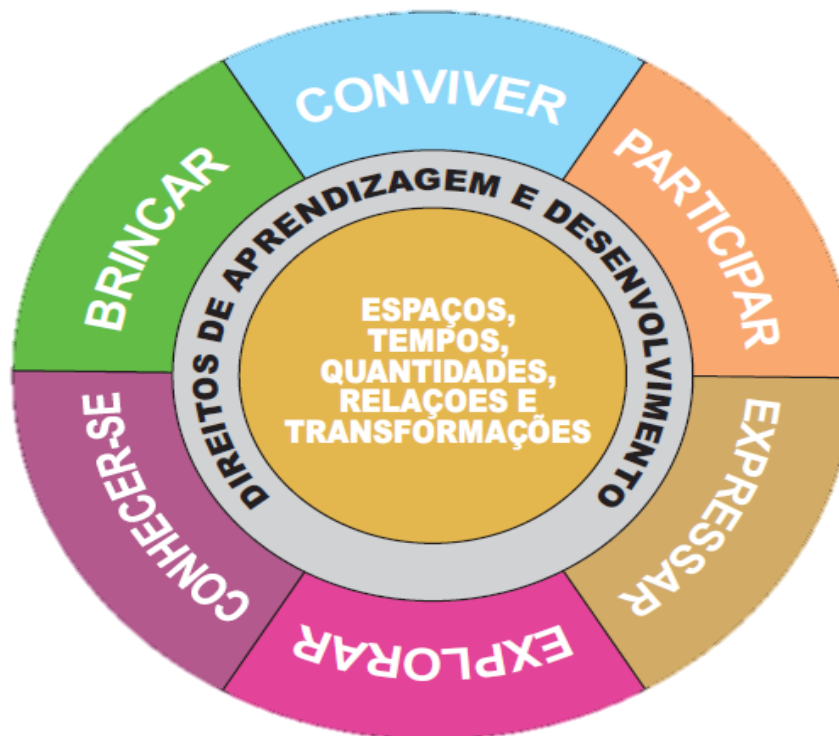 CONVIVER
PARTICIPAR
EXPRESSAR
EXPLORAR
CONHECER-SE
BRINCAR
DIREITOS DE APRENDIZAGEM E DESENVOLVIMENTO
ESPAÇOS,
TEMPOS,
QUANTIDADES,
RELAÇOES E
TRANSFORMAÇÕES